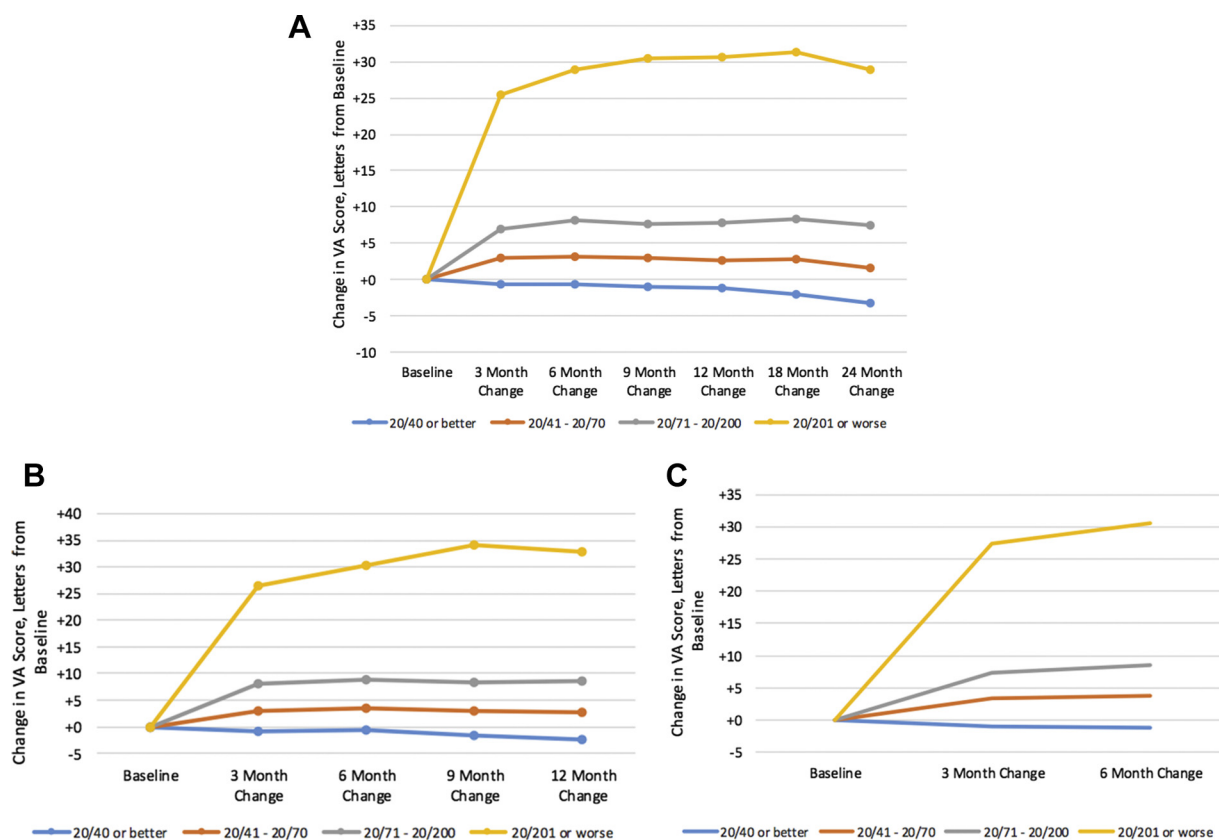 A
Change in VA Score, Letters from Baseline
+35
+30
+25
+20
+15
+10
+5
+0
-5
-10
Baseline
3 Month
Change
6 Month
Change
9 Month
Change
12 Month
Change
18 Month
Change
24 Month
Change
20/40 or better
20/41 - 20/70
20/71 - 20/200
20/201 or worse
B
Change in VA Score, Letters from
Baseline
+40
+35
+30
+25
+20
+15
+10
+5
+0
-5
Baseline
3 Month
Change
6 Month
Change
9 Month
Change
12 Month
Change
20/40 or better
20/41 - 20/70
20/71 - 20/200
20/201 or worse
C
Change in VA Score, Letters from
Baseline
+35
+30
+25
+20
+15
+10
+5
+0
-5
Baseline
3 Month Change
6 Month Change
20/40 or better
20/41 - 20/70
20/71 - 20/200
20/201 or worse